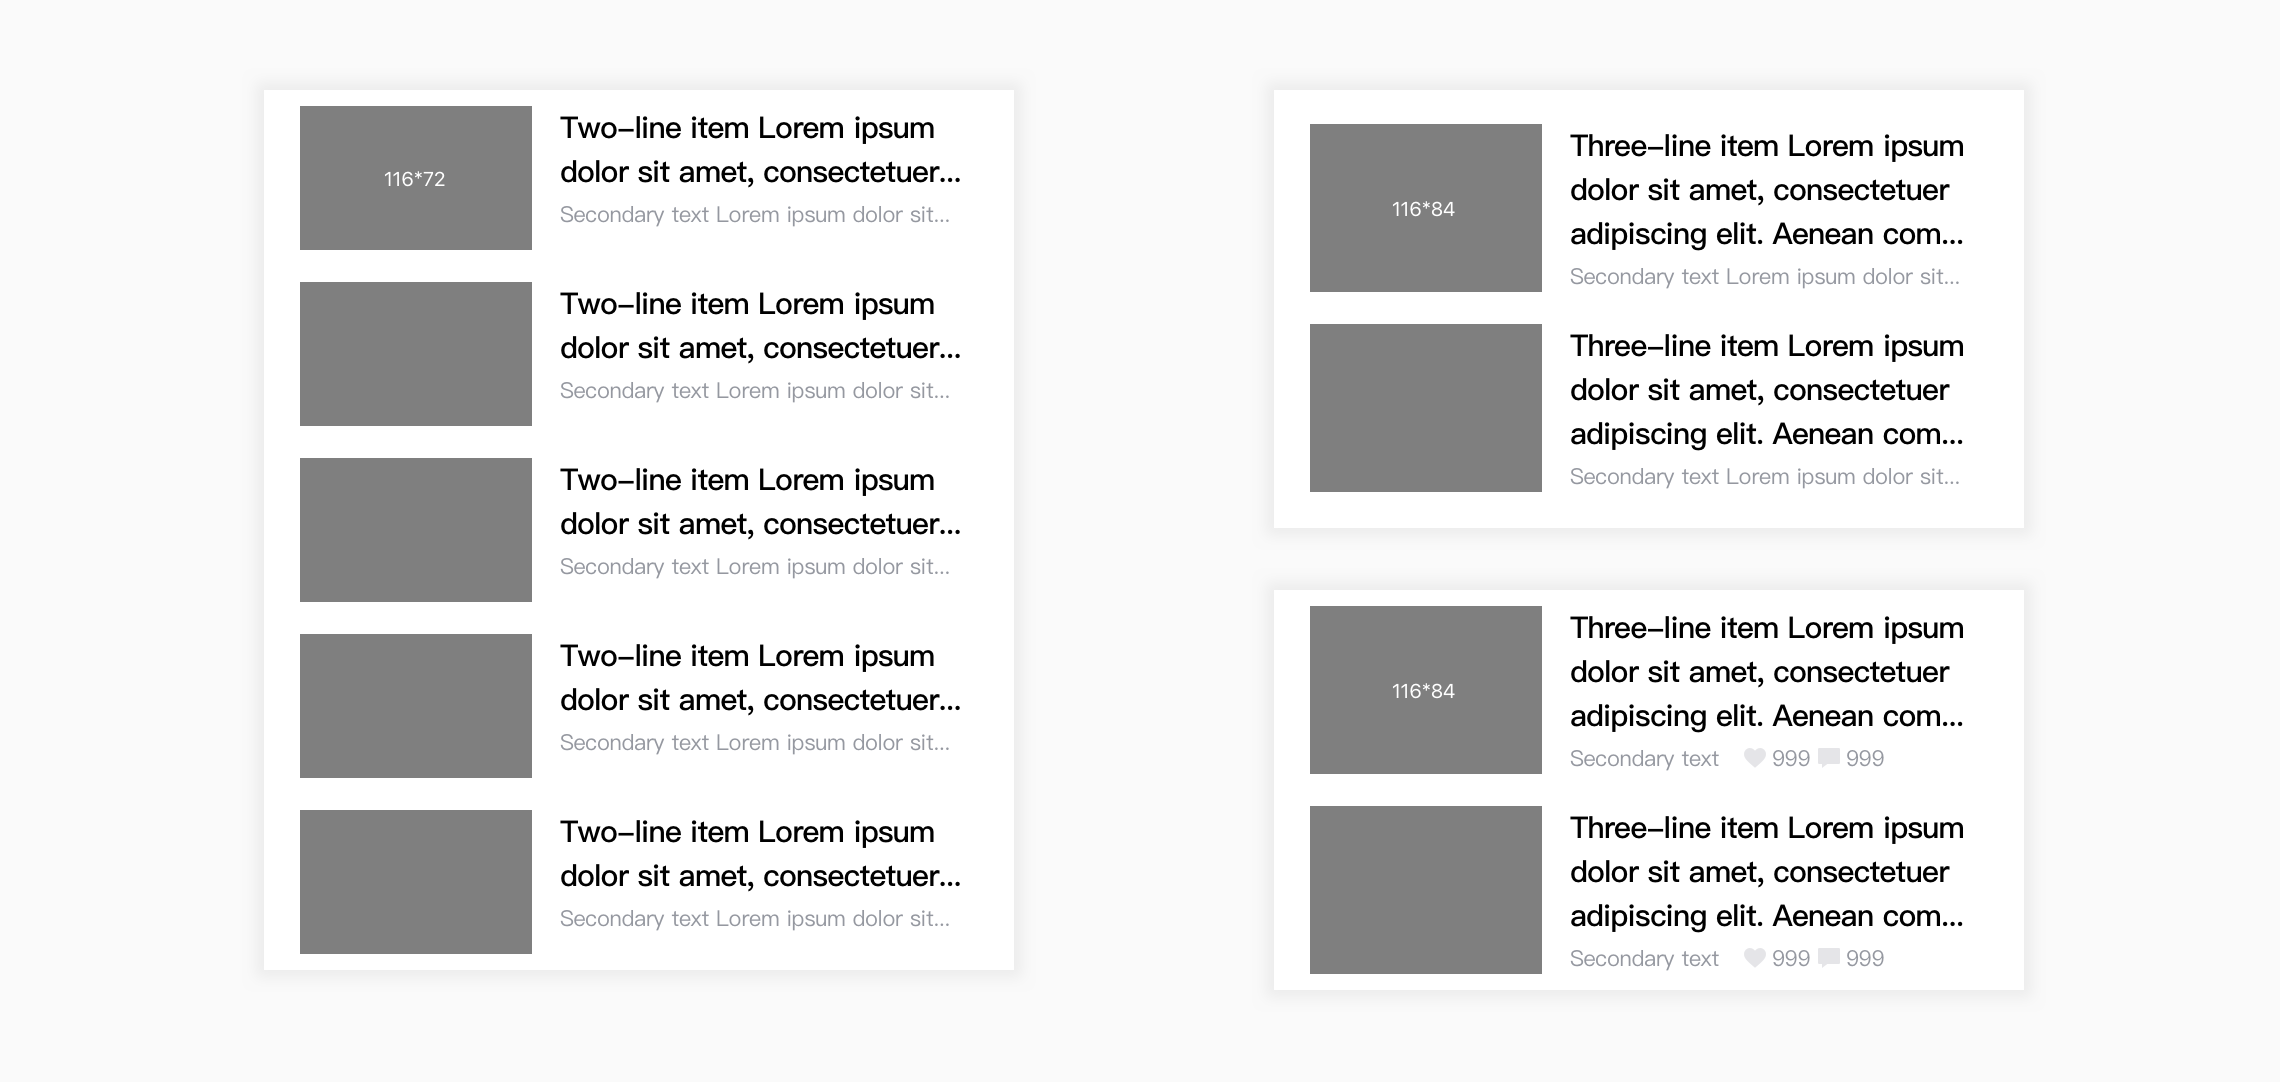 116*72
Two-line item Lorem ipsum
dolor sit amet, consectetuer...
Secondary text Lorem ipsum dolor sit...
Two-line item Lorem ipsum
dolor sit amet, consectetuer...
Secondary text Lorem ipsum dolor sit...
Two-line item Lorem ipsum
dolor sit amet, consectetuer...
Secondary text Lorem ipsum dolor sit...
Two-line item Lorem ipsum
dolor sit amet, consectetuer...
Secondary text Lorem ipsum dolor sit...
Two-line item Lorem ipsum
dolor sit amet, consectetuer...
Secondary text Lorem ipsum dolor sit...
116*84
Three-line item Lorem ipsum
dolor sit amet, consectetuer
adipiscing elit. Aenean com...
Secondary text Lorem ipsum dolor sit...
Three-line item Lorem ipsum
dolor sit amet, consectetuer
adipiscing elit. Aenean com...
Secondary text Lorem ipsum dolor sit...
116*84
Three-line item Lorem ipsum
dolor sit amet, consectetuer
adipiscing elit. Aenean com...
Secondary text 999 999
Three-line item Lorem ipsum
dolor sit amet, consectetuer
adipiscing elit. Aenean com...
Secondary text 999 999